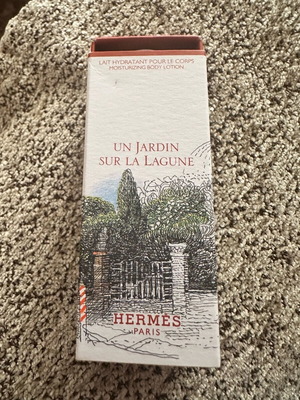 LAIT HYDRATANT POUR LE CORPS
MOISTURIZING BODY LOTION
UN JARDIN
SUR LA LAGUNE
HERMÈS
PARIS